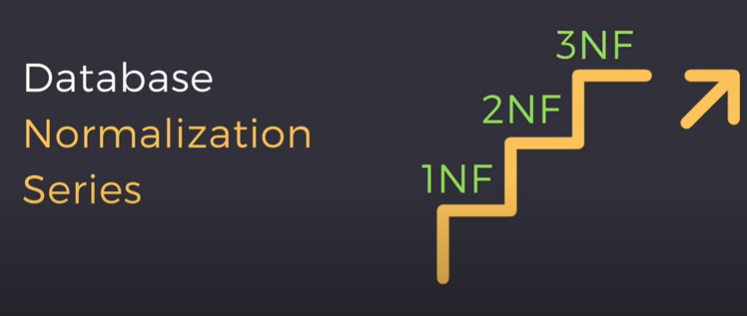 Database
Normalization
Series
3NF
2NF
1NF